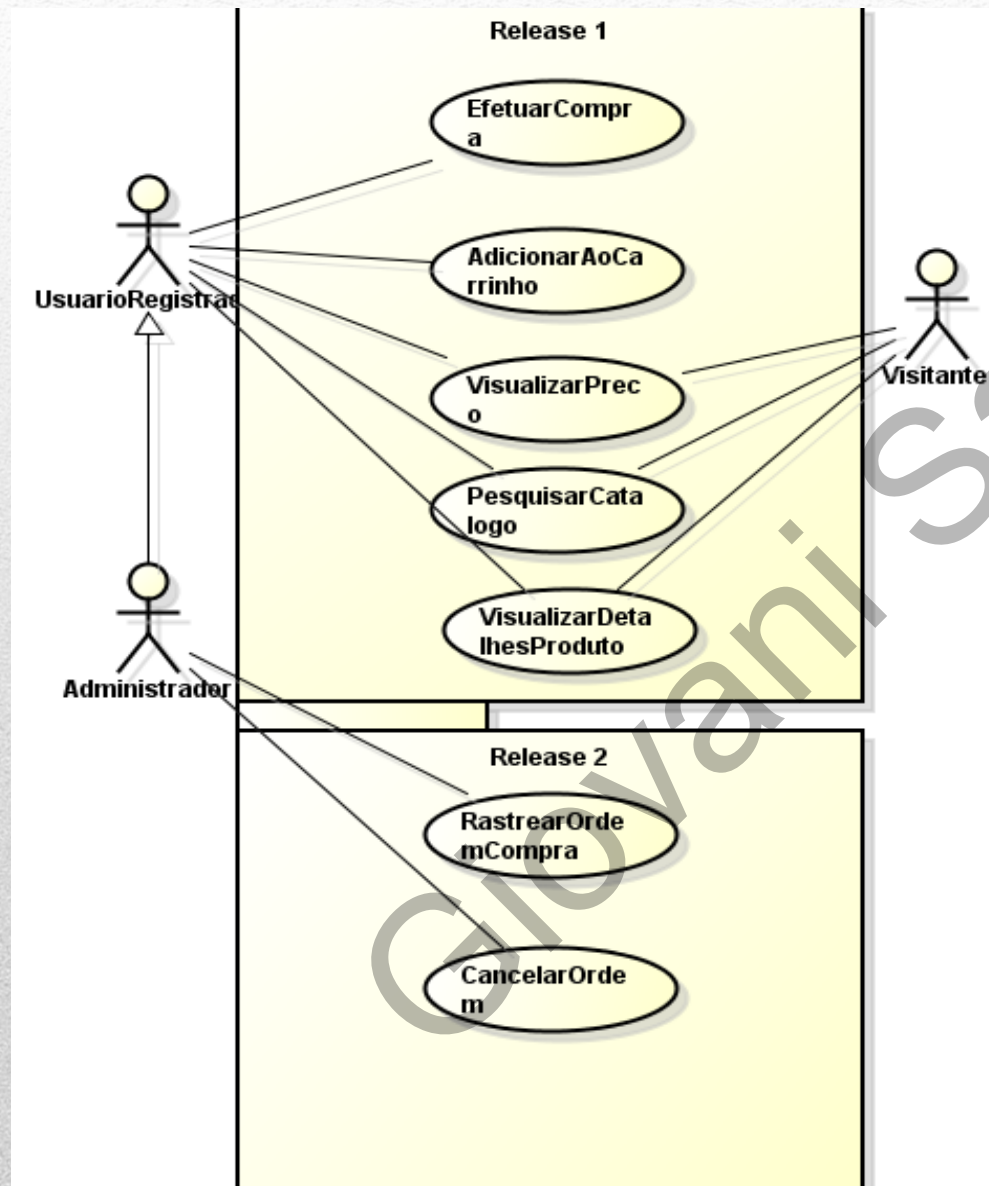 Release 1
EfetuarCompr
a
AdicionarAoCa
rrinho
UsuarioRegistrad
VisualizarPrec
o
Visitante
PesquisarCata
logo
VisualizarDeta
lhesProduto
Administrador
Release 2
RastrearOrde
mCompra
CancelarOrde
m
Giovani